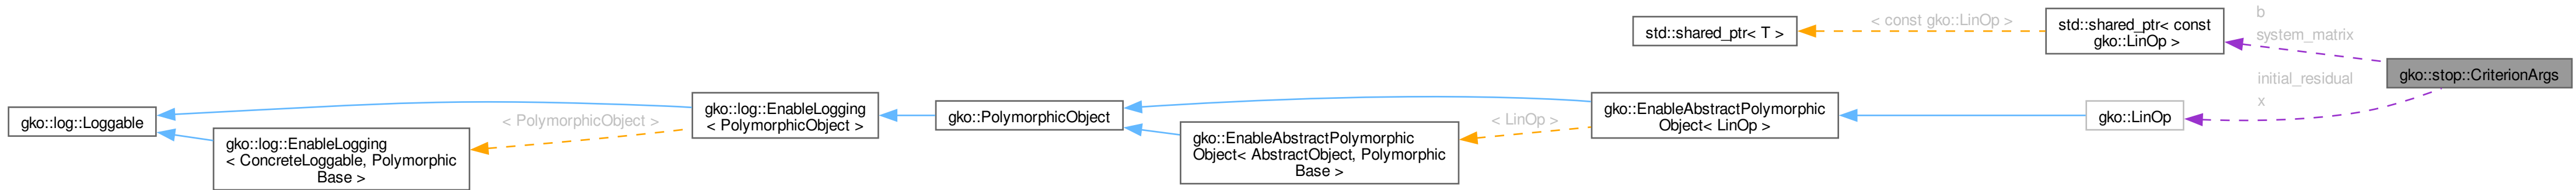 gko::log::Loggable
gko::log::EnableLogging
< ConcreteLoggable, Polymorphic
Base >
< PolymorphicObject >
gko::log::EnableLogging
< PolymorphicObject >
gko::PolymorphicObject
gko::EnableAbstractPolymorphic
Object< AbstractObject, Polymorphic
Base >
< LinOp >
gko::EnableAbstractPolymorphic
Object< LinOp >
std::shared_ptr< T >
< const gko::LinOp >
std::shared_ptr< const
gko::LinOp >
gko::LinOp
b
system_matrix
initial_residual
x
gko::stop::CriterionArgs